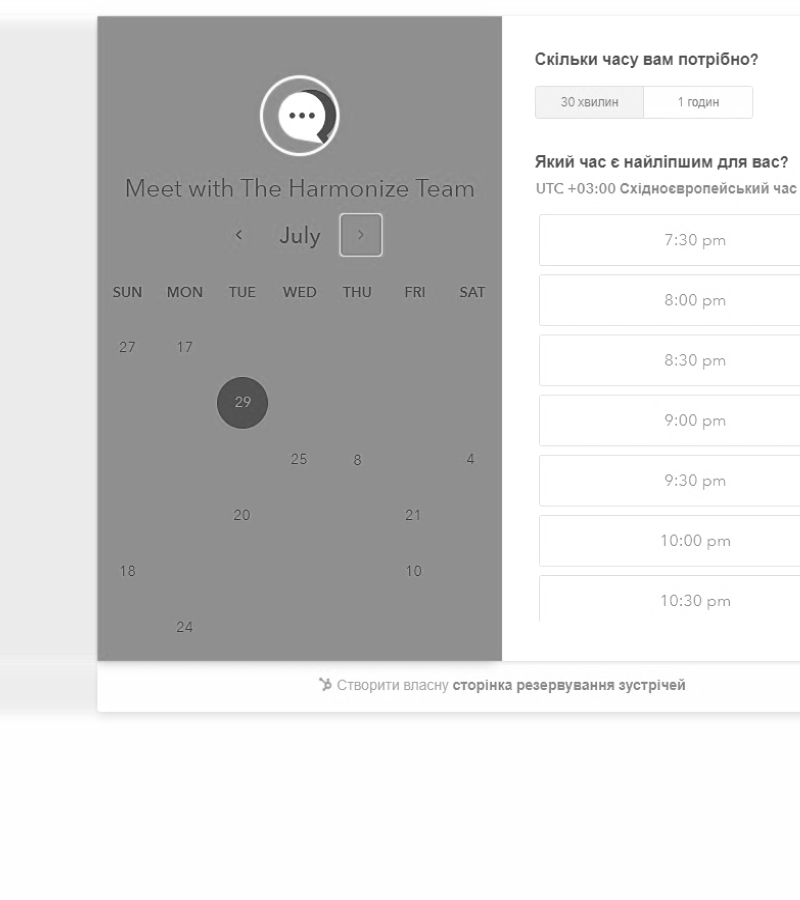 Meet with The Harmonize Team
July
SUN MON TUE WED THU FRI SAT
27 17
29
25 8 4
20 21
18 10
24
Скільки часу вам потрібно?
30 хвилин 1 годин
Який час є найліпшим для вас?
UTC +03:00 Східноєвропейський час
7:30 pm
8:00 pm
8:30 pm
9:00 pm
9:30 pm
10:00 pm
10:30 pm
Створити власну сторінка резервування зустрічей